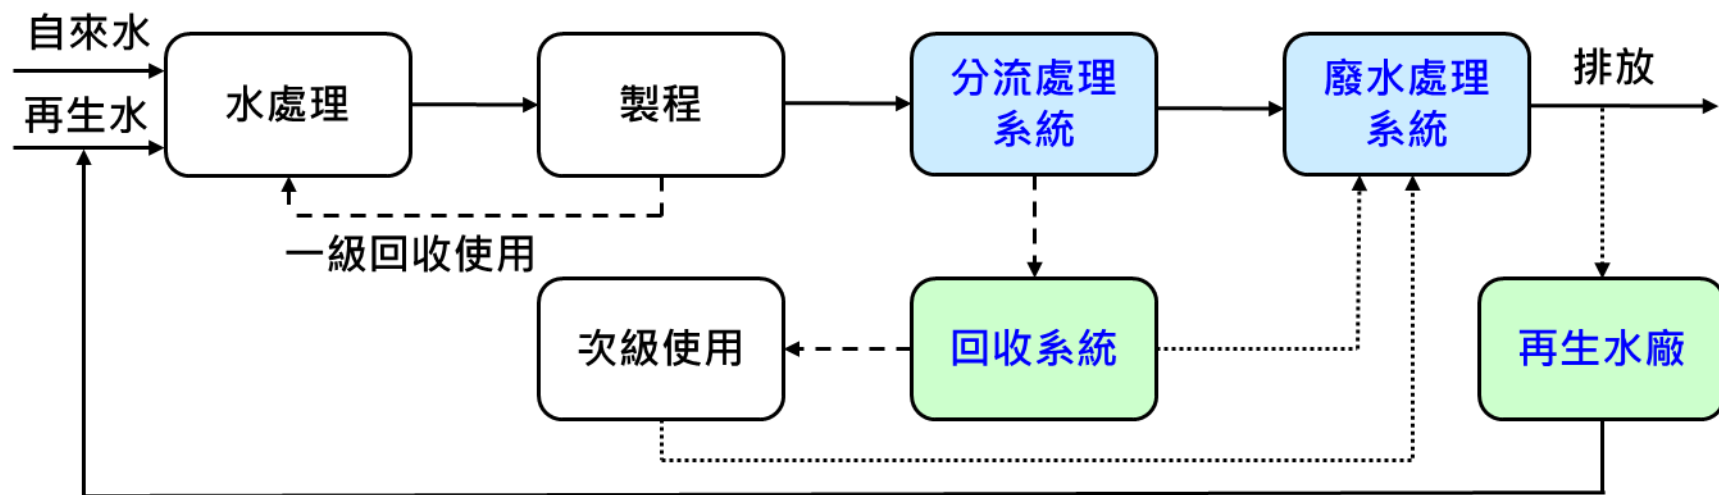 自來水
再生水
水處理
製程
分流處理
系統
廢水處理
系統
排放
一級回收使用
次級使用
回收系統
再生水廠